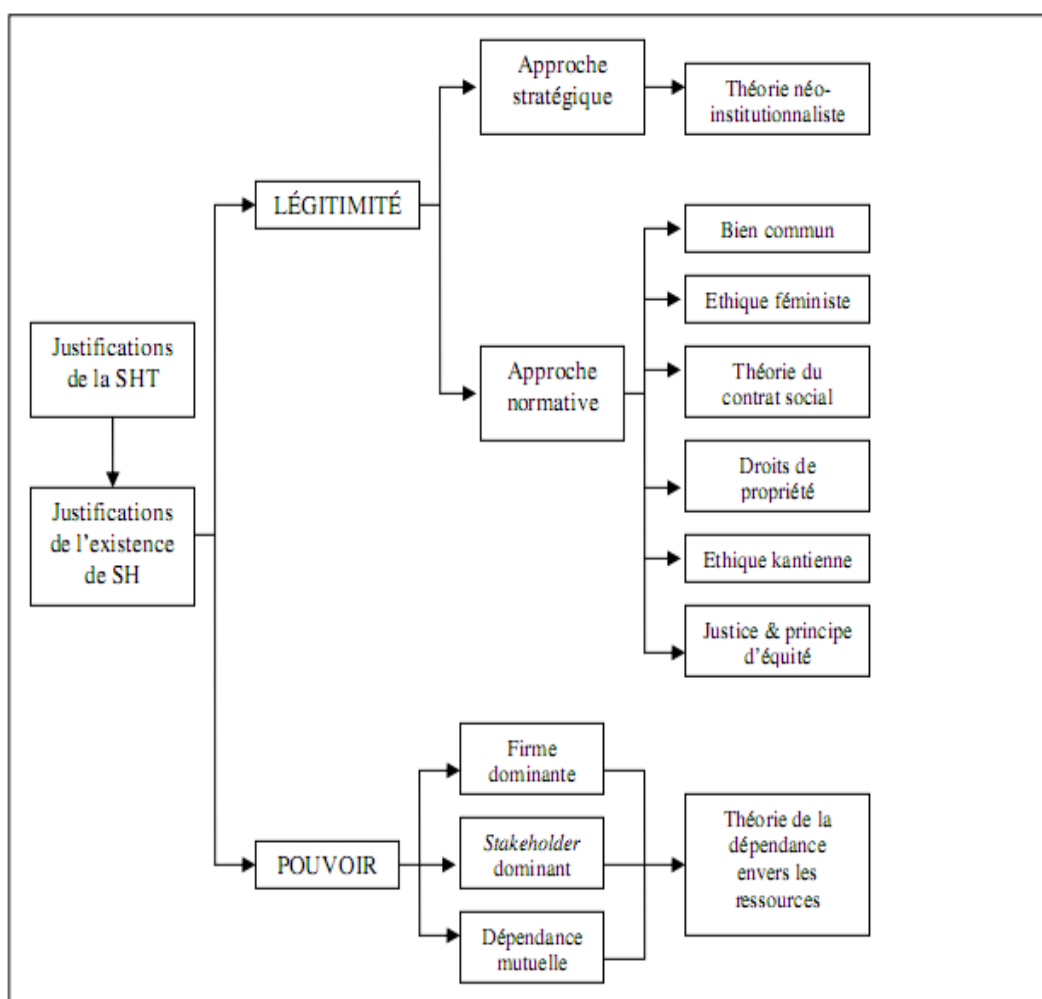 Justifications
de la SHT
Justifications
de l'existence
de SH
LÉGITIMITÉ
Approche
stratégique
Théorie néo-
institutionnaliste
Approche
normative
Bien commun
Ethique féministe
Théorie du
contrat social
Droits de
propriété
Ethique kantienne
Justice & principe
d'équité
POUVOIR
Firme
dominante
Stakeholder
dominant
Dépendance
mutuelle
Théorie de la
dépendance
envers les
ressources